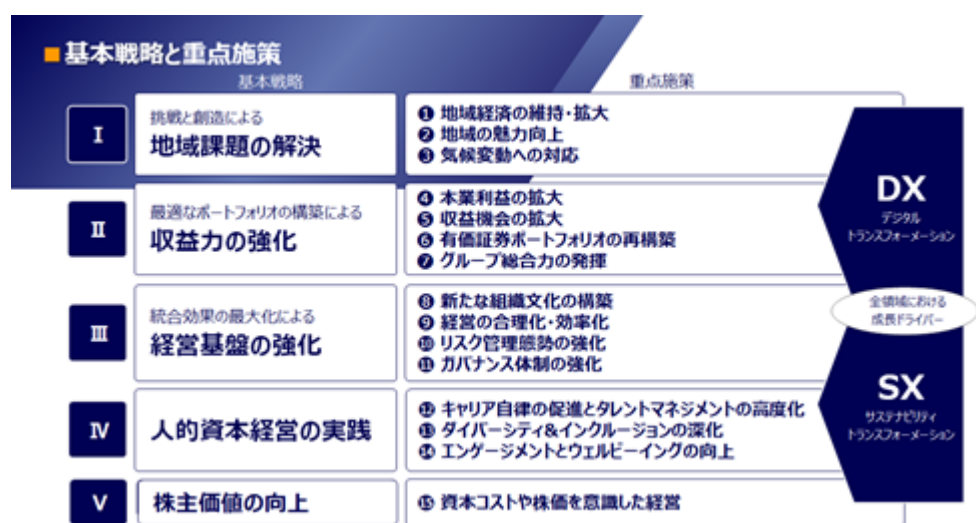 ■基本戦略と重点施策
基本戦略
重点施策
Ⅰ
挑戦と創造による
地域課題の解決
❶ 地域経済の維持・拡大
❷ 地域の魅力向上
❸ 気候変動への対応
Ⅱ
最適なポートフォリオの構築による
収益力の強化
❹ 本業利益の拡大
❺ 収益機会の拡大
❻ 有価証券ポートフォリオの再構築
❼ グループ総合力の発揮
Ⅲ
統合効果の最大化による
経営基盤の強化
❽ 新たな組織文化の構築
❾ 経営の合理化・効率化
❿ リスク管理態勢の強化
⓫ ガバナンス体制の強化
Ⅳ
人的資本経営の実践
⓬ キャリア自律の促進とタレントマネジメントの高度化
⓭ ダイバーシティ&インクルージョンの深化
⓮ エンゲージメントとウェルビーイングの向上
Ⅴ
株主価値の向上
⓯ 資本コストや株価を意識した経営
DX
デジタル
トランスフォーメーション
全領域における
成長ドライバー
SX
サステナビリティ
トランスフォーメーション